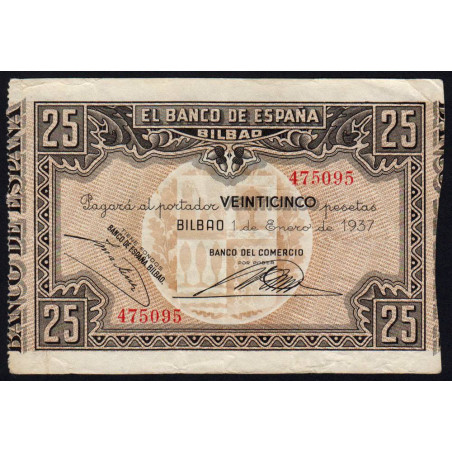 EL BANCO DE ESPAÑA
BILBAO
25 25
475095
Pagará al portador VEINTICINCO pesetas
BILBAO 1 de Enero de 1937
BANCO DE ESPAÑA. BILBAO.
BANCO DEL COMERCIO
POR PODER
475095
25 25
BANCO DE ESPAÑA